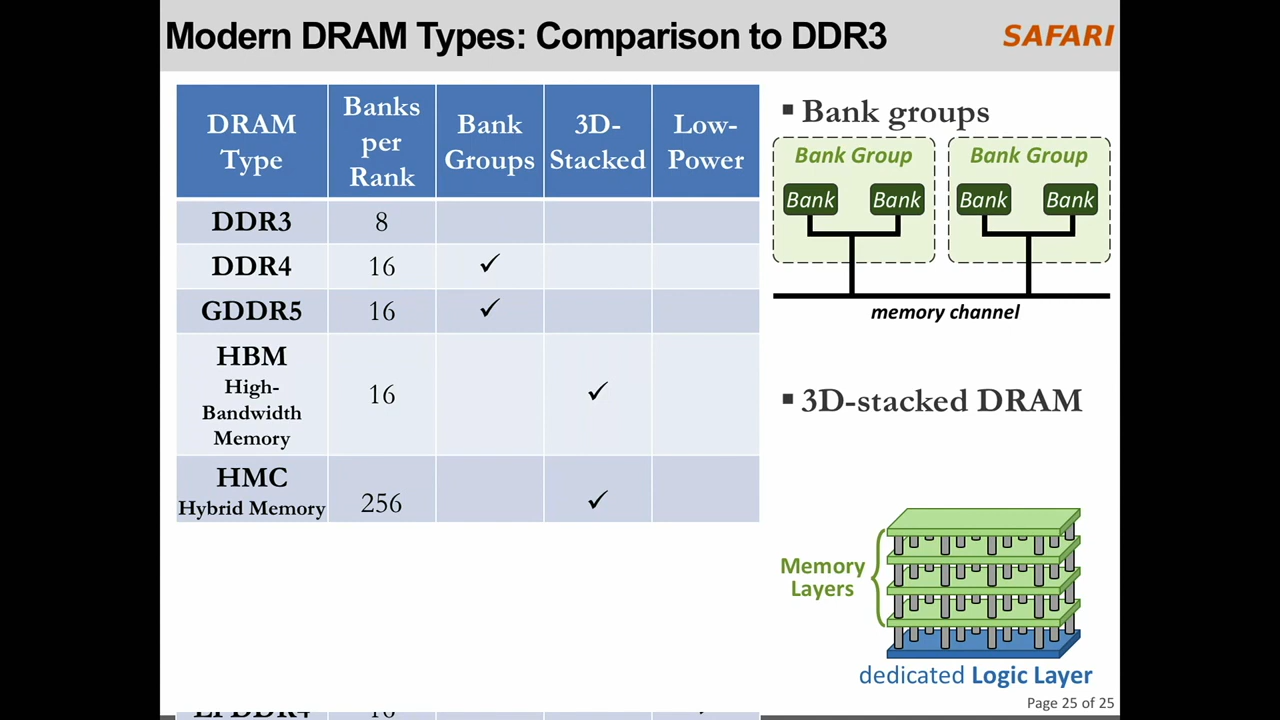 Modern DRAM Types: Comparison to DDR3
SAFARI
DRAM Type
Banks per Rank
Bank Groups
3D-Stacked
Low-Power
DDR3 8
DDR4 16 ✓
GDDR5 16 ✓
HBM
High-
Bandwidth
Memory
16 ✓
HMC
Hybrid Memory
256 ✓
LPDDR4 16
▪ Bank groups
Bank Group Bank Group
Bank Bank Bank Bank
memory channel
▪ 3D-stacked DRAM
Memory
Layers
dedicated Logic Layer
Page 25 of 25